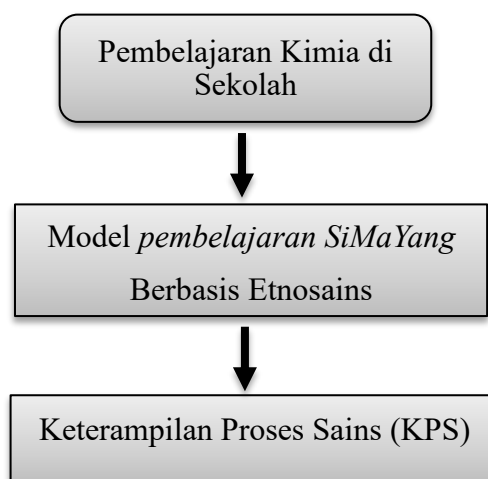 Pembelajaran Kimia di
Sekolah
Model pembelajaran SiMaYang
Berbasis Etnosains
Keterampilan Proses Sains (KPS)